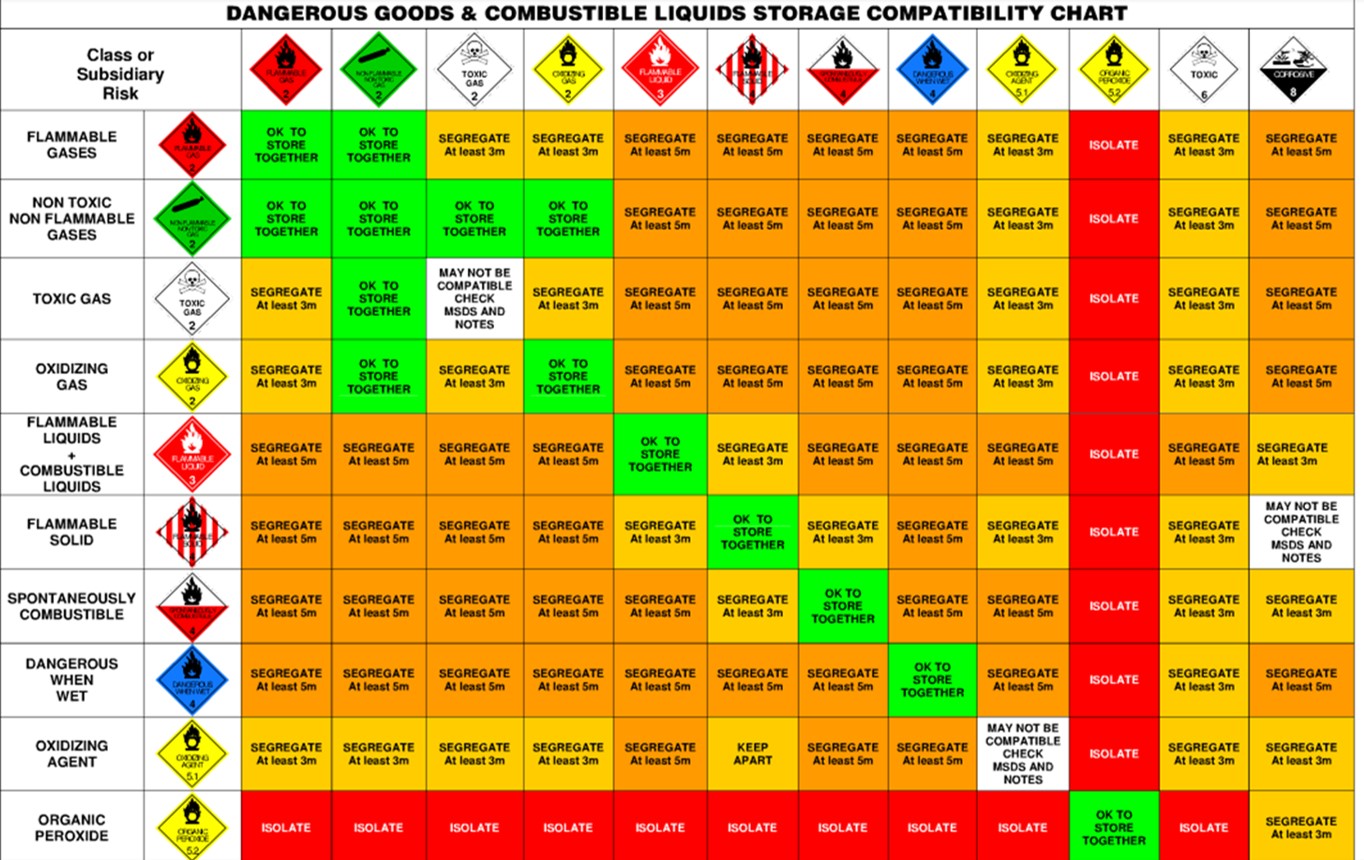 DANGEROUS GOODS & COMBUSTIBLE LIQUIDS STORAGE COMPATIBILITY CHART
Class or
Subsidiary
Risk
FLAMMABLE
GAS
2
NON FLAMMABLE
NON TOXIC
GAS
2
TOXIC
GAS
2
OXIDIZING
GAS
2
FLAMMABLE
LIQUID
3
FLAMMABLE
SOLID
SPONTANEOUSLY
COMBUSTIBLE
4
DANGEROUS
WHEN WET
4
OXIDIZING
AGENT
5.1
ORGANIC
PEROXIDE
5.2
TOXIC
6
CORROSIVE
8
FLAMMABLE
GASES
FLAMMABLE
GAS
2
OK TO
STORE
TOGETHER
OK TO
STORE
TOGETHER
SEGREGATE
At least 3m
SEGREGATE
At least 3m
SEGREGATE
At least 5m
SEGREGATE
At least 5m
SEGREGATE
At least 5m
SEGREGATE
At least 5m
SEGREGATE
At least 3m
ISOLATE
SEGREGATE
At least 3m
SEGREGATE
At least 5m
NON TOXIC
NON FLAMMABLE
GASES
NON FLAMMABLE
NON TOXIC
GAS
2
OK TO
STORE
TOGETHER
OK TO
STORE
TOGETHER
OK TO
STORE
TOGETHER
OK TO
STORE
TOGETHER
SEGREGATE
At least 5m
SEGREGATE
At least 5m
SEGREGATE
At least 5m
SEGREGATE
At least 5m
SEGREGATE
At least 3m
ISOLATE
SEGREGATE
At least 3m
SEGREGATE
At least 5m
TOXIC GAS
TOXIC
GAS
2
SEGREGATE
At least 3m
OK TO
STORE
TOGETHER
MAY NOT BE
COMPATIBLE
CHECK
MSDS AND
NOTES
SEGREGATE
At least 3m
SEGREGATE
At least 5m
SEGREGATE
At least 5m
SEGREGATE
At least 5m
SEGREGATE
At least 5m
SEGREGATE
At least 3m
ISOLATE
SEGREGATE
At least 3m
SEGREGATE
At least 5m
OXIDIZING
GAS
OXIDIZING
GAS
2
SEGREGATE
At least 3m
OK TO
STORE
TOGETHER
SEGREGATE
At least 3m
OK TO
STORE
TOGETHER
SEGREGATE
At least 5m
SEGREGATE
At least 5m
SEGREGATE
At least 5m
SEGREGATE
At least 5m
SEGREGATE
At least 3m
ISOLATE
SEGREGATE
At least 3m
SEGREGATE
At least 5m
FLAMMABLE
LIQUIDS
+
COMBUSTIBLE
LIQUIDS
FLAMMABLE
LIQUID
3
SEGREGATE
At least 5m
SEGREGATE
At least 5m
SEGREGATE
At least 5m
SEGREGATE
At least 5m
OK TO
STORE
TOGETHER
SEGREGATE
At least 3m
SEGREGATE
At least 5m
SEGREGATE
At least 5m
SEGREGATE
At least 5m
ISOLATE
SEGREGATE
At least 5m
SEGREGATE
At least 3m
FLAMMABLE
SOLID
FLAMMABLE
SOLID
SEGREGATE
At least 5m
SEGREGATE
At least 5m
SEGREGATE
At least 5m
SEGREGATE
At least 5m
SEGREGATE
At least 3m
OK TO
STORE
TOGETHER
SEGREGATE
At least 3m
SEGREGATE
At least 5m
SEGREGATE
At least 3m
ISOLATE
SEGREGATE
At least 3m
MAY NOT BE
COMPATIBLE
CHECK
MSDS AND
NOTES
SPONTANEOUSLY
COMBUSTIBLE
SPONTANEOUSLY
COMBUSTIBLE
4
SEGREGATE
At least 5m
SEGREGATE
At least 5m
SEGREGATE
At least 5m
SEGREGATE
At least 5m
SEGREGATE
At least 5m
SEGREGATE
At least 3m
OK TO
STORE
TOGETHER
SEGREGATE
At least 5m
SEGREGATE
At least 5m
ISOLATE
SEGREGATE
At least 3m
SEGREGATE
At least 3m
DANGEROUS
WHEN
WET
DANGEROUS
WHEN WET
4
SEGREGATE
At least 5m
SEGREGATE
At least 5m
SEGREGATE
At least 5m
SEGREGATE
At least 5m
SEGREGATE
At least 5m
SEGREGATE
At least 5m
SEGREGATE
At least 5m
OK TO
STORE
TOGETHER
SEGREGATE
At least 5m
ISOLATE
SEGREGATE
At least 3m
SEGREGATE
At least 3m
OXIDIZING
AGENT
OXIDIZING
AGENT
5.1
SEGREGATE
At least 3m
SEGREGATE
At least 3m
SEGREGATE
At least 3m
SEGREGATE
At least 3m
SEGREGATE
At least 5m
KEEP
APART
SEGREGATE
At least 5m
SEGREGATE
At least 5m
MAY NOT BE
COMPATIBLE
CHECK
MSDS AND
NOTES
ISOLATE
SEGREGATE
At least 3m
SEGREGATE
At least 3m
ORGANIC
PEROXIDE
ORGANIC
PEROXIDE
5.2
ISOLATE
ISOLATE
ISOLATE
ISOLATE
ISOLATE
ISOLATE
ISOLATE
ISOLATE
ISOLATE
OK TO
STORE
TOGETHER
ISOLATE
SEGREGATE
At least 3m